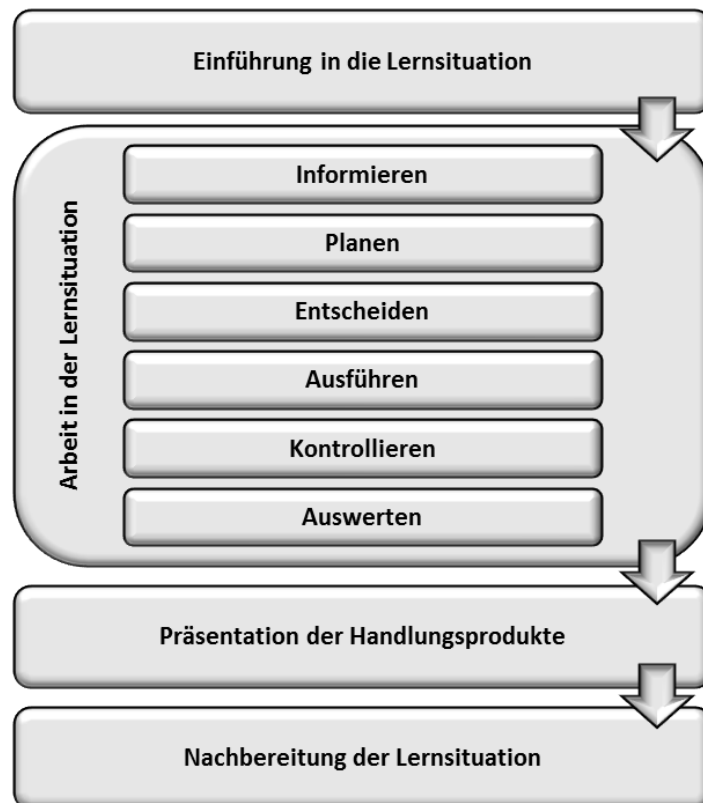 Einführung in die Lernsituation
Arbeit in der Lernsituation
Informieren
Planen
Entscheiden
Ausführen
Kontrollieren
Auswerten
Präsentation der Handlungsprodukte
Nachbereitung der Lernsituation